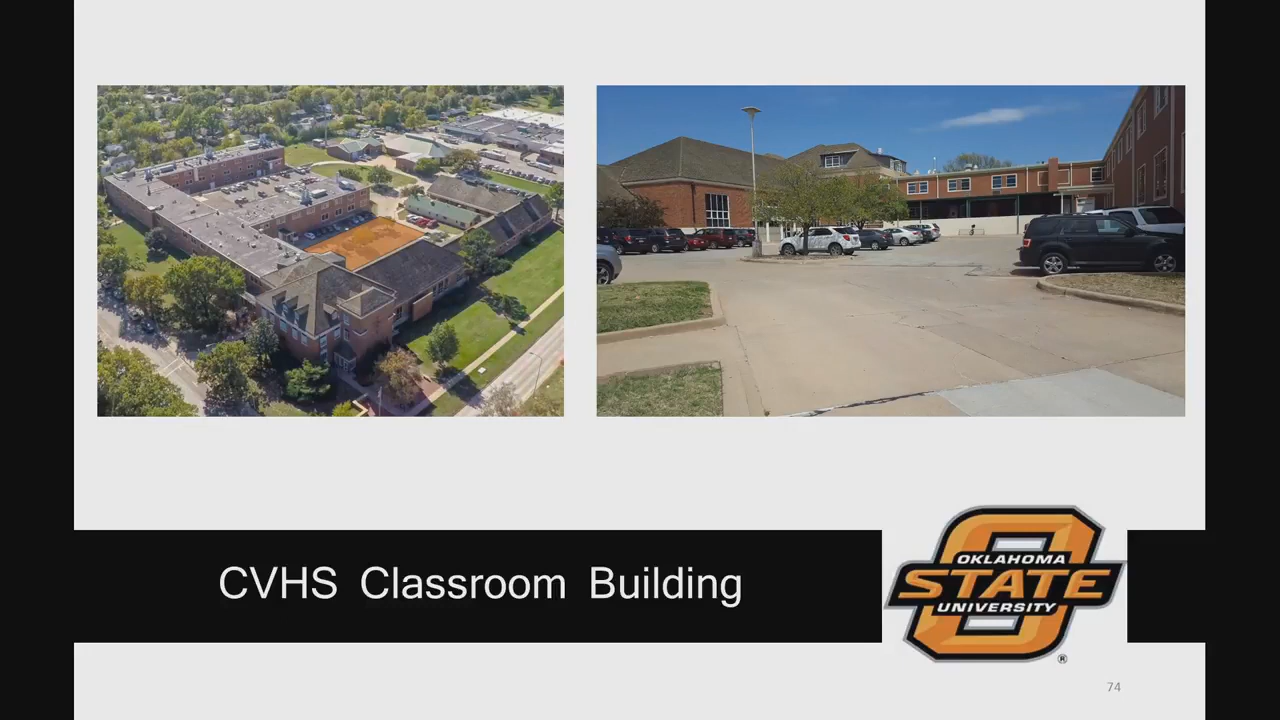 CVHS Classroom Building
OKLAHOMA
STATE
UNIVERSITY
®
74